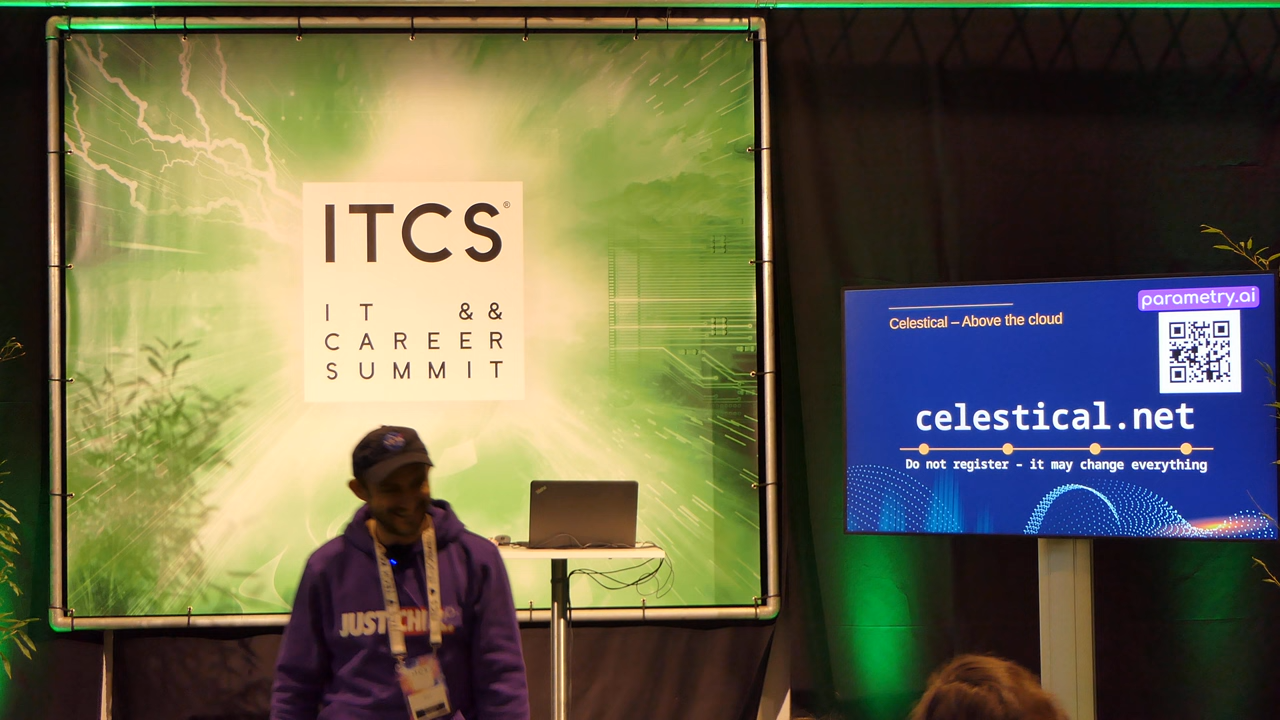 ITCS®
IT &&
CAREER
SUMMIT
parametry.ai
Celestical – Above the cloud
celestical.net
Do not register - it may change everything
JUST